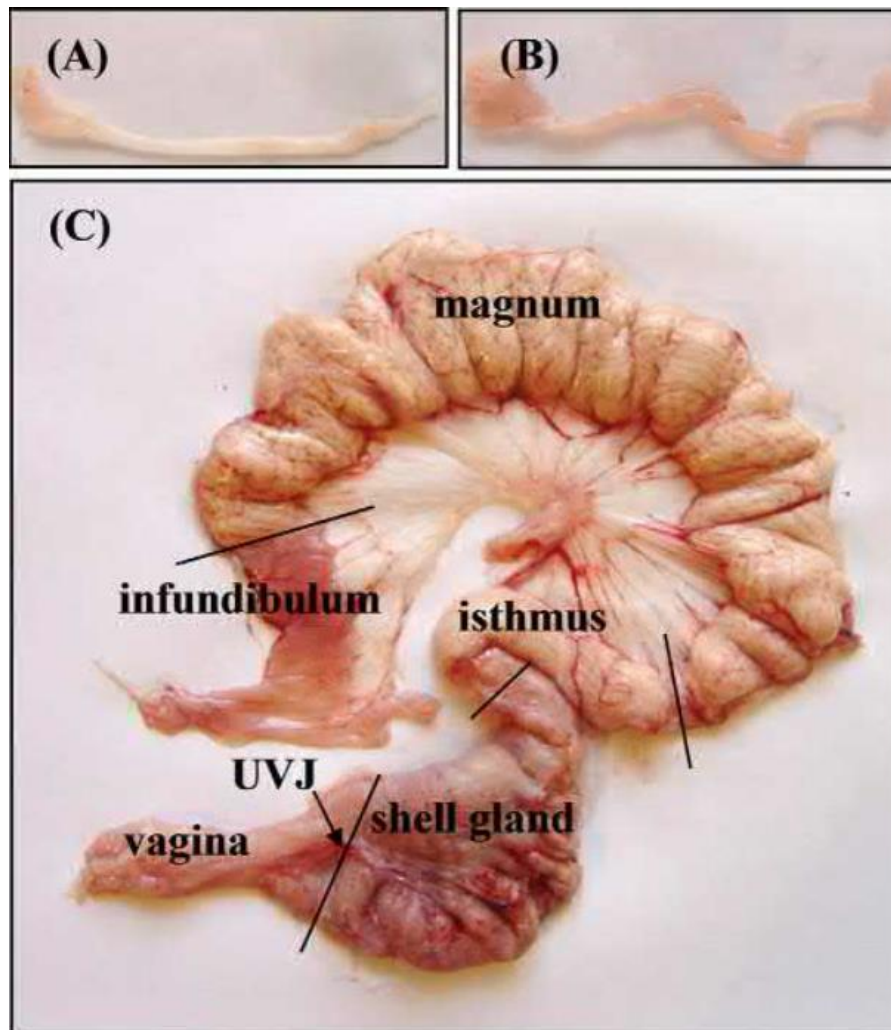 (A)
(B)
(C)
magnum
infundibulum
isthmus
UVJ
vagina
shell gland